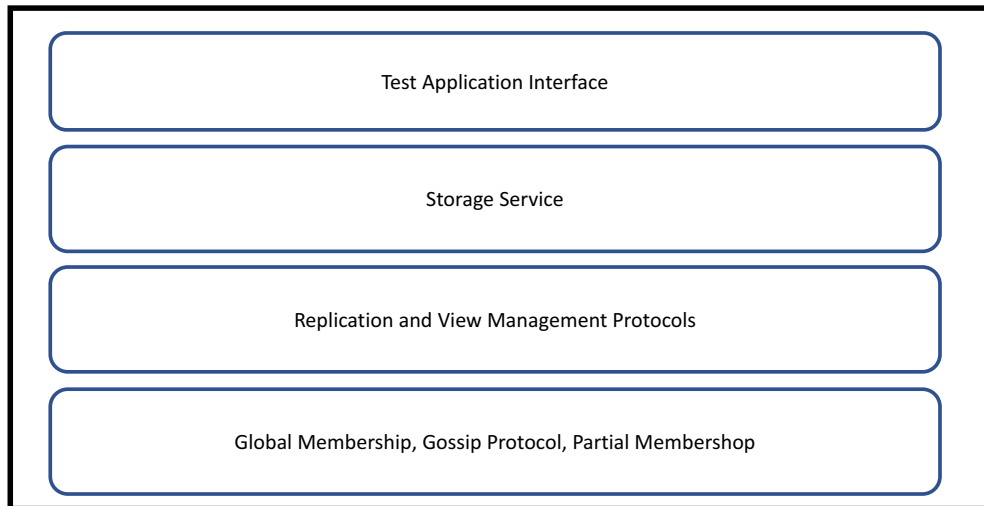 Test Application Interface
Storage Service
Replication and View Management Protocols
Global Membership, Gossip Protocol, Partial Membershop